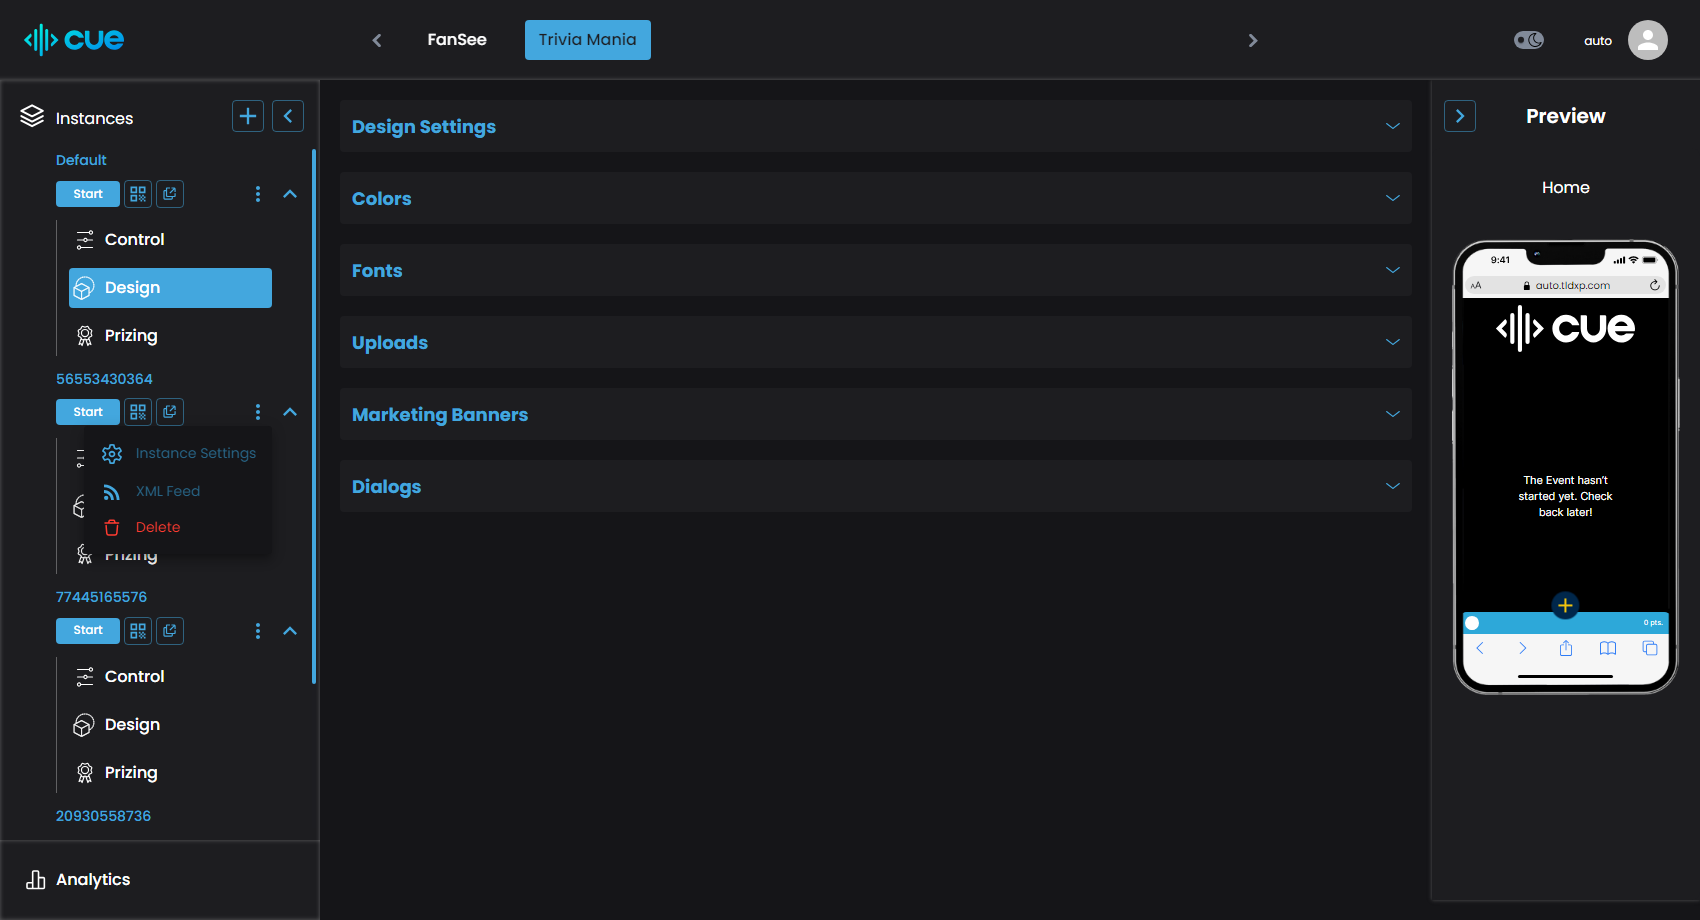 cue
FanSee
Trivia Mania
auto
Instances
Default
Start
Control
Design
Prizing
56553430364
Start
Instance Settings
XML Feed
Delete
Prizing
77445165576
Start
Control
Design
Prizing
20930558736
Analytics
Design Settings
Colors
Fonts
Uploads
Marketing Banners
Dialogs
Preview
Home
9:41
AA
auto.tldxp.com
cue
The Event hasn't
started yet. Check
back later!
0 pts.